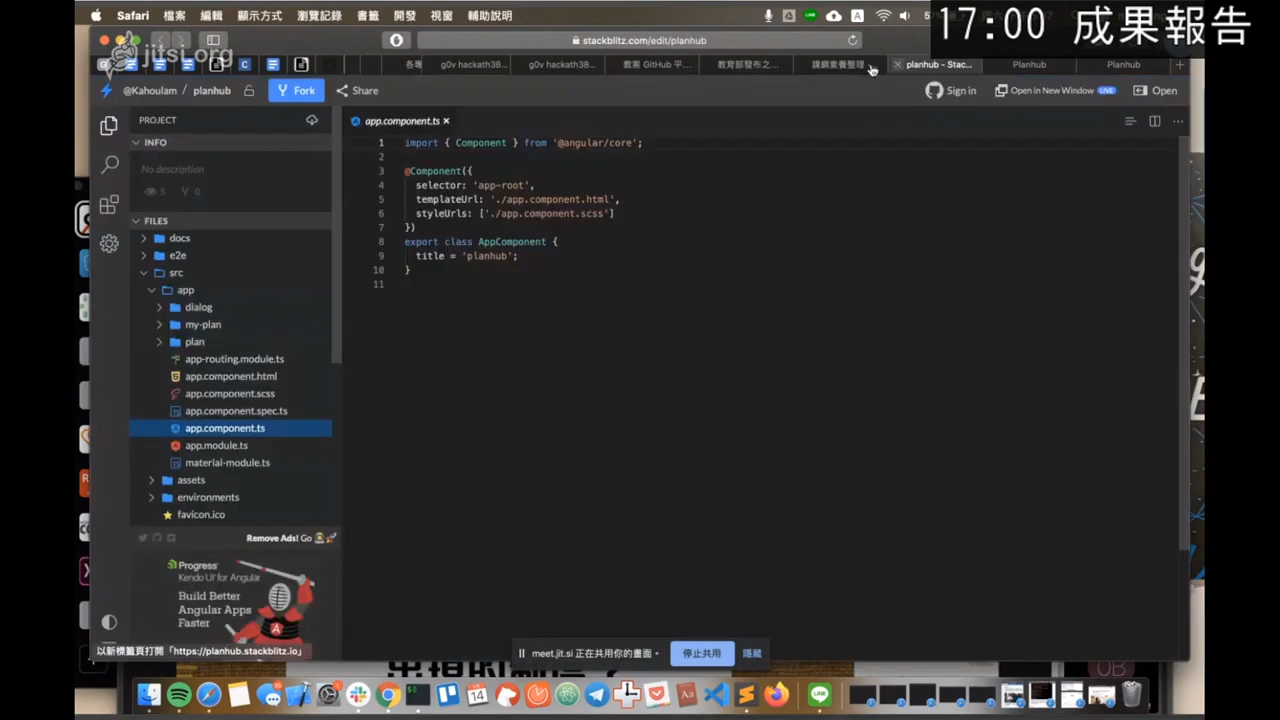 Safari 檔案 編輯 顯示方式 瀏覽記錄 書籤 開發 視窗 輔助說明
17:00 成果報告
jitsi.org
stackblitz.com/edit/planhub
g0v hackath38...
g0v hackath38...
教案 GitHub 平...
教育部發布之...
課綱素養整理
planhub - Stac...
Planhub
Planhub
@Kahoulam / planhub
Fork
Share
Sign in
Open in New Window LIVE
Open
PROJECT
app.component.ts
INFO
No description
5 0
FILES
docs
e2e
src
app
dialog
my-plan
plan
app-routing.module.ts
app.component.html
app.component.scss
app.component.spec.ts
app.component.ts
app.module.ts
material-module.ts
assets
environments
favicon.ico
1 import { Component } from '@angular/core';
2
3 @Component({
4 selector: 'app-root',
5 templateUrl: './app.component.html',
6 styleUrls: ['./app.component.scss']
7 })
8 export class AppComponent {
9 title = 'planhub';
10 }
11
Remove Ads! Go
Progress
Kendo UI for Angular
Build Better
Angular Apps
Faster
以新標籤頁打開「https://planhub.stackblitz.io」
meet.jit.si 正在共用你的畫面。
停止共用
隱藏